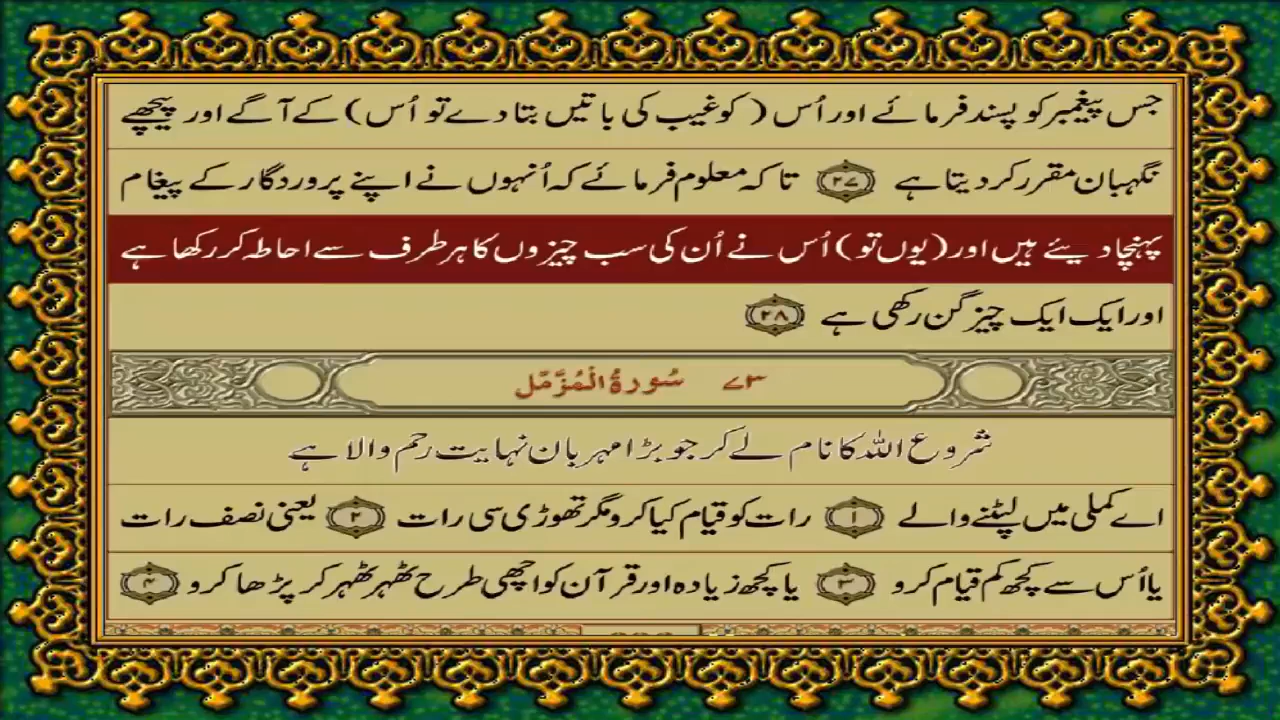 جس پیغمبر کو پسند فرمائے اور اُس ( کو غیب کی باتیں بتا دے تو اُس ) کے آگے اور پیچھے
نگہبان مقرر کر دیتا ہے ۲۷ تا کہ معلوم فرمائے کہ اُنہوں نے اپنے پروردگار کے پیغام
پہنچا دیئے ہیں اور (یوں تو) اُس نے اُن کی سب چیزوں کا ہر طرف سے احاطہ کر رکھا ہے
اور ایک ایک چیز گن رکھی ہے ۲۸
۷۳ سُورةُ الْمُزَّمِّل
شروع اللہ کا نام لے کر جو بڑا مہربان نہایت رحم والا ہے
اے کملی میں لپٹنے والے ۱ رات کو قیام کیا کرو مگر تھوڑی سی رات ۲ یعنی نصف رات
یا اُس سے کچھ کم قیام کرو ۳ یا کچھ زیادہ اور قرآن کو اچھی طرح ٹھہر ٹھہر کر پڑھا کرو ۴